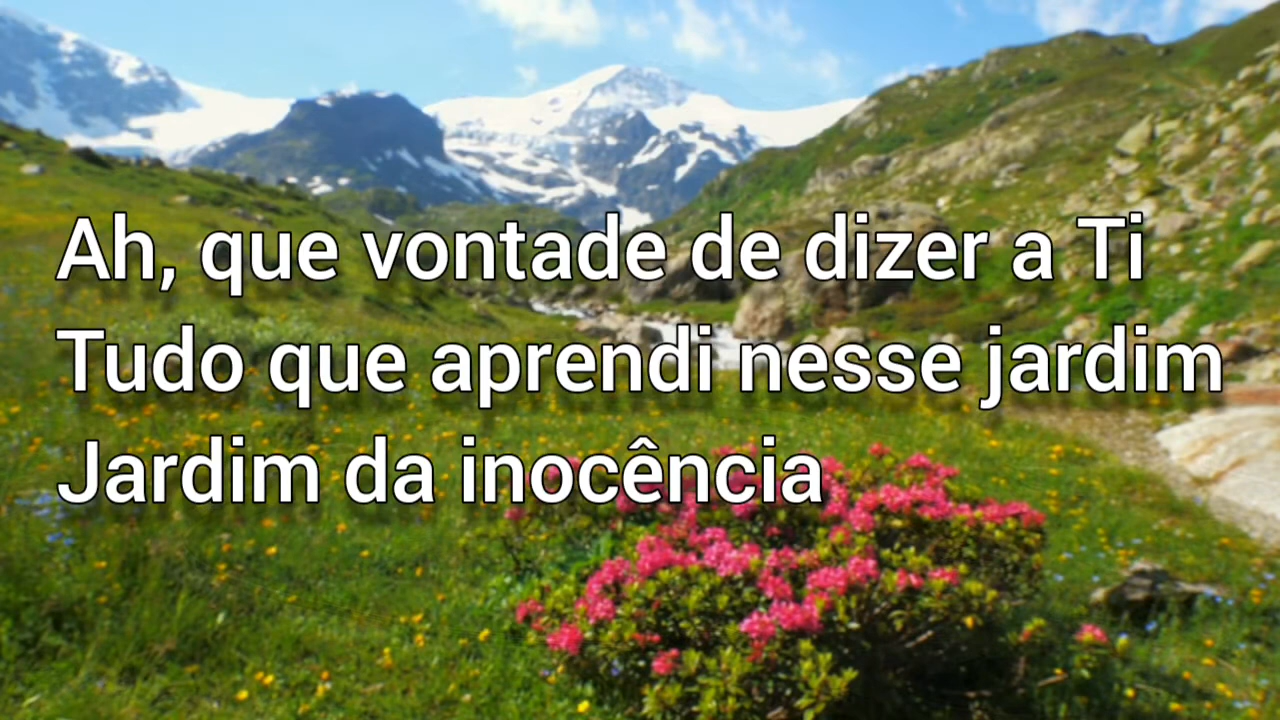 Ah, que vontade de dizer a Ti
Tudo que aprendi nesse jardim
Jardim da inocência